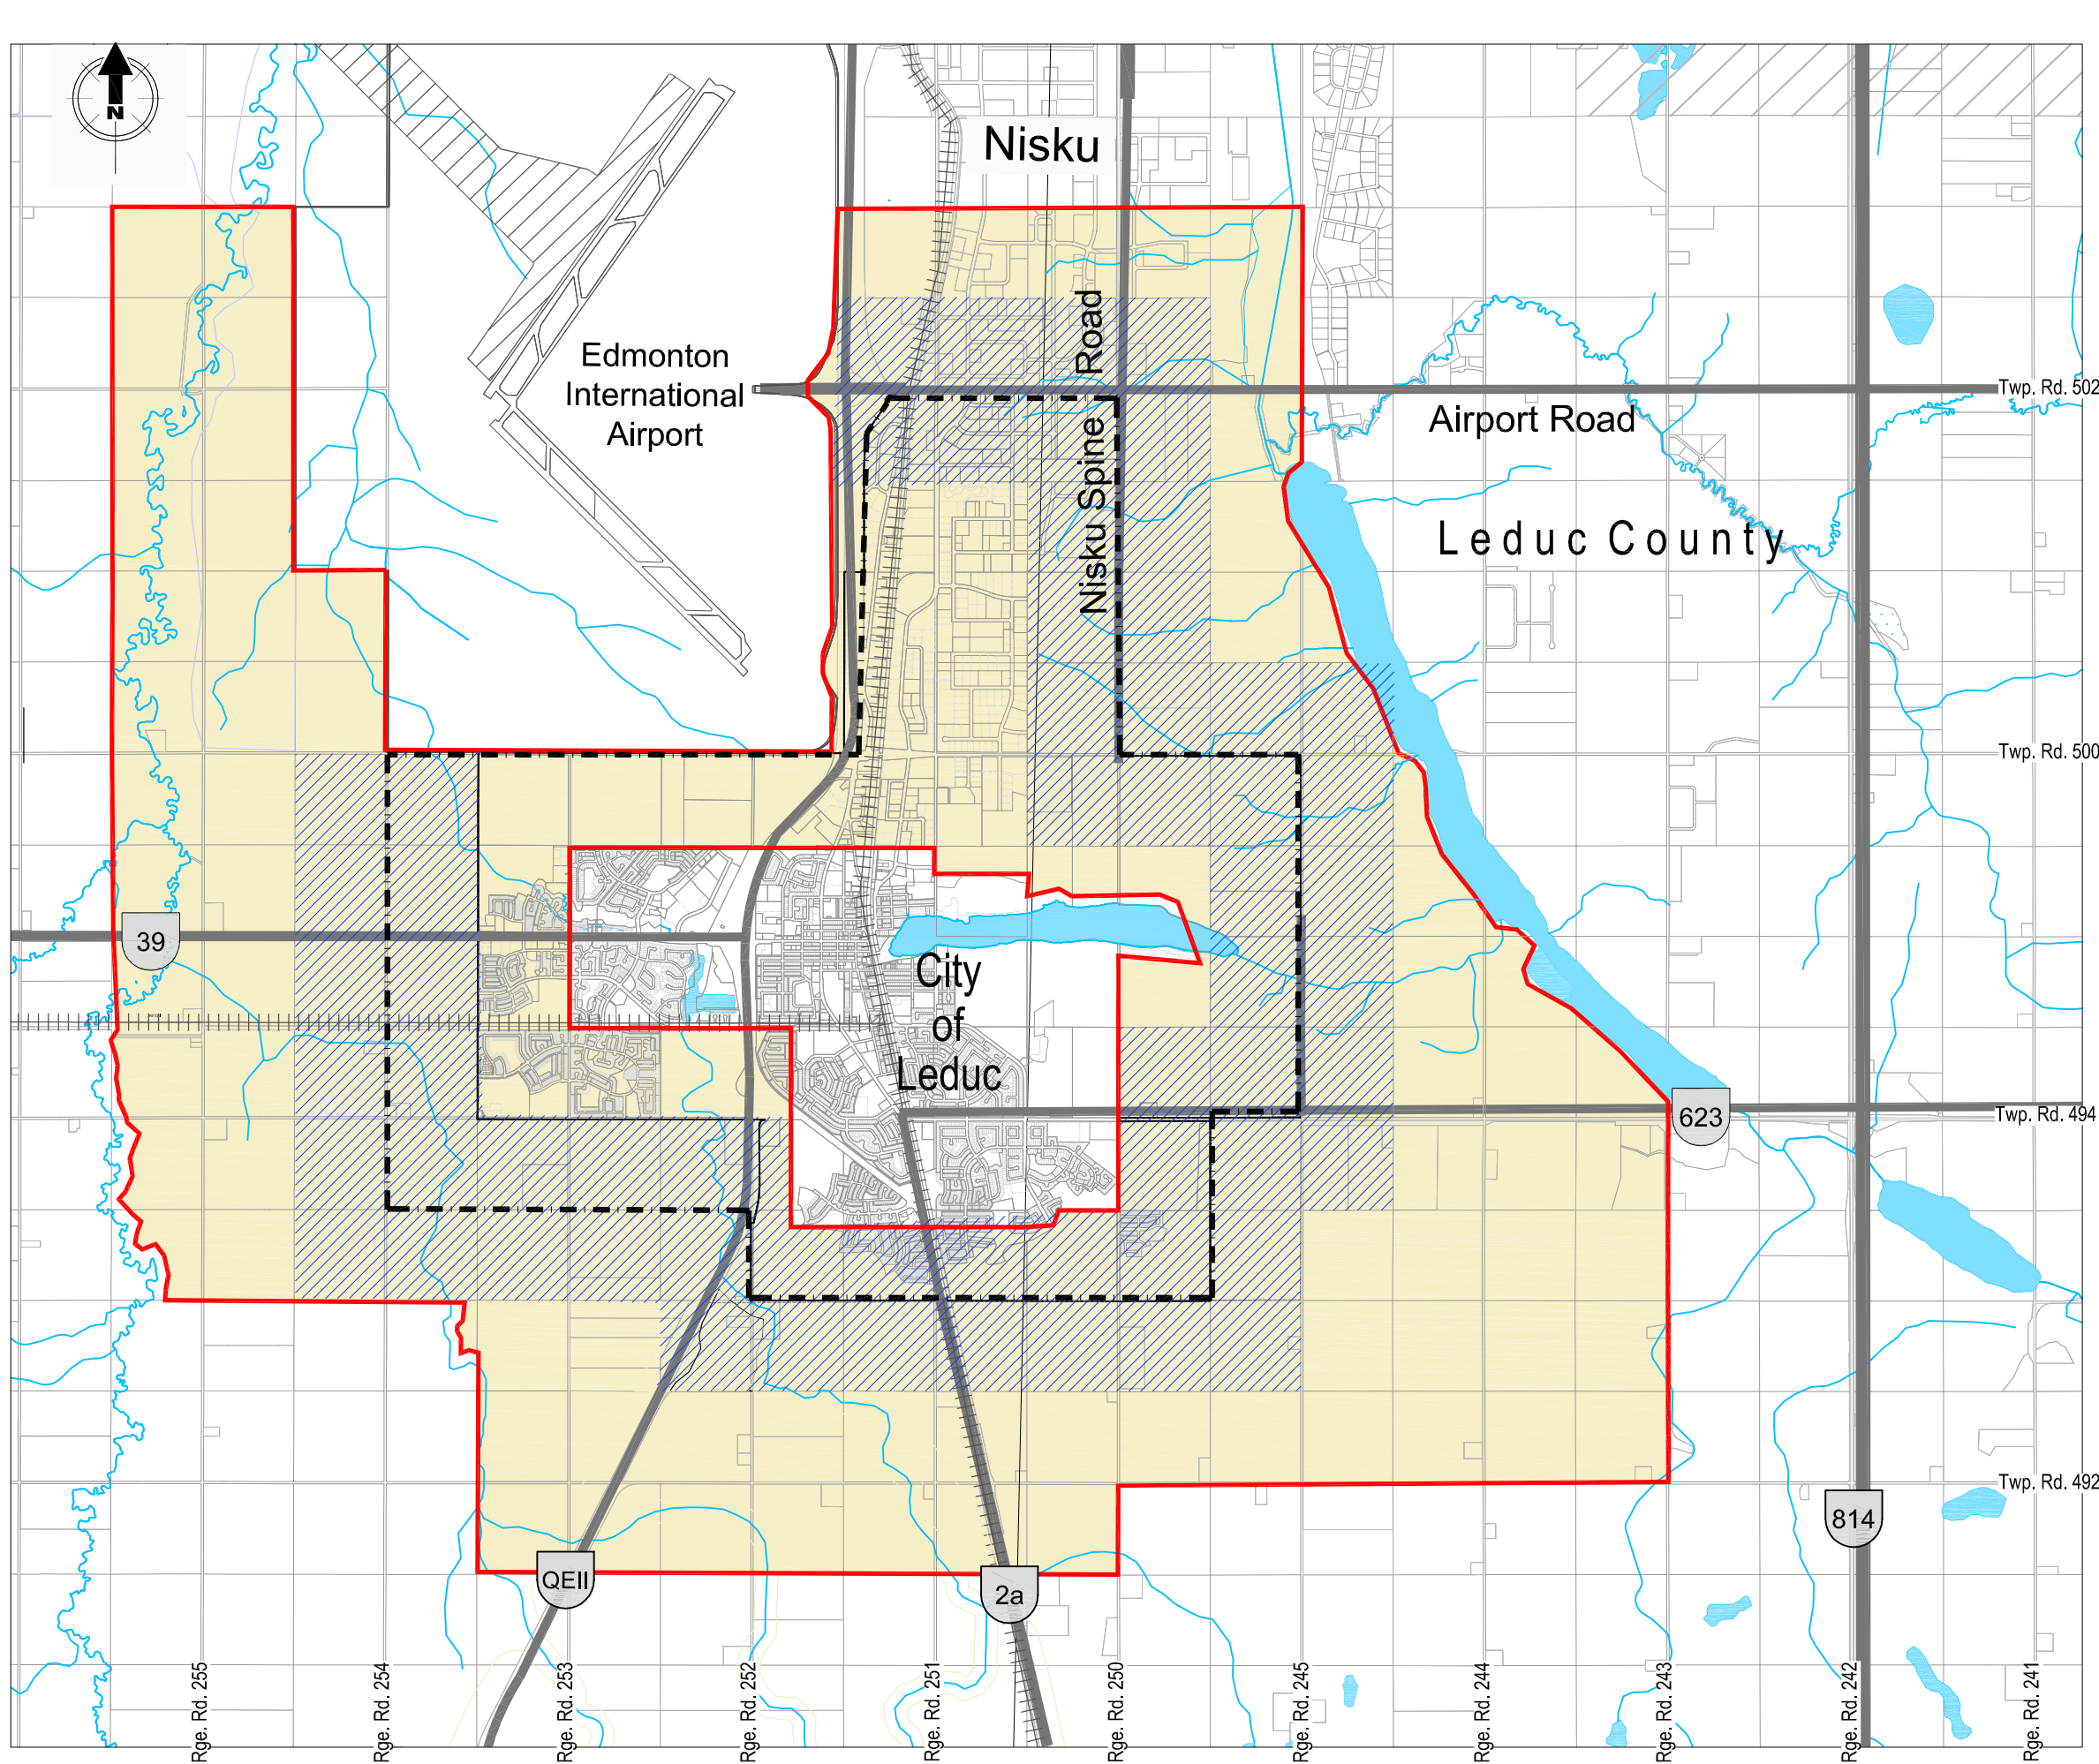 N
Nisku
Edmonton
International
Airport
Nisku Spine Road
Twp. Rd. 502
Airport Road
Leduc County
Twp. Rd. 500
39
City
of
Leduc
623
Twp. Rd. 494
Twp. Rd. 492
814
QEII
2a
Rge. Rd. 255
Rge. Rd. 254
Rge. Rd. 253
Rge. Rd. 252
Rge. Rd. 251
Rge. Rd. 250
Rge. Rd. 245
Rge. Rd. 244
Rge. Rd. 243
Rge. Rd. 242
Rge. Rd. 241